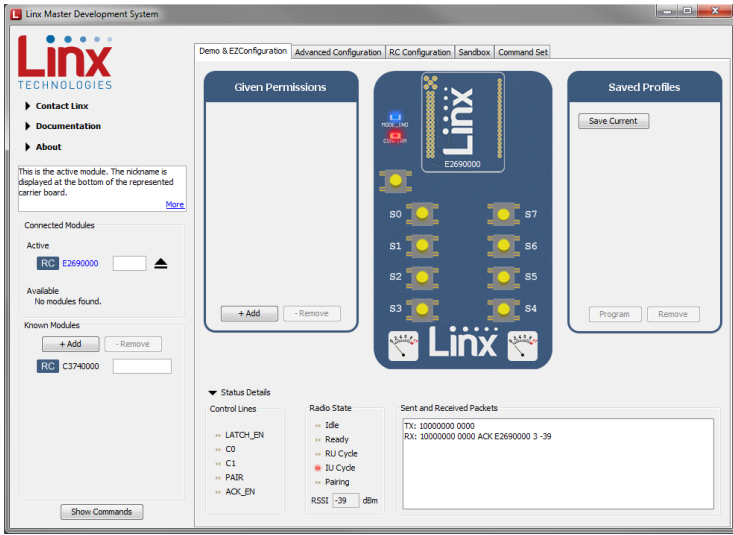 Linx Master Development System
Linx
TECHNOLOGIES
Contact Linx
Documentation
About
This is the active module. The nickname is
displayed at the bottom of the represented
carrier board.
More
Connected Modules
Active
RC E2690000
Available
No modules found.
Known Modules
+ Add - Remove
RC C3740000
Show Commands
Demo & EZConfiguration Advanced Configuration RC Configuration Sandbox Command Set
Given Permissions
+ Add - Remove
Linx
MODE_IND
CONFIRM
E2690000
S0 S7
S1 S6
S2 S5
S3 S4
Linx
Saved Profiles
Save Current
Program Remove
Status Details
Control Lines
LATCH_EN
C0
C1
PAIR
ACK_EN
Radio State
Idle
Ready
RU Cycle
IU Cycle
Pairing
RSSI -39 dBm
Sent and Received Packets
TX: 10000000 0000
RX: 10000000 0000 ACK E2690000 3 -39